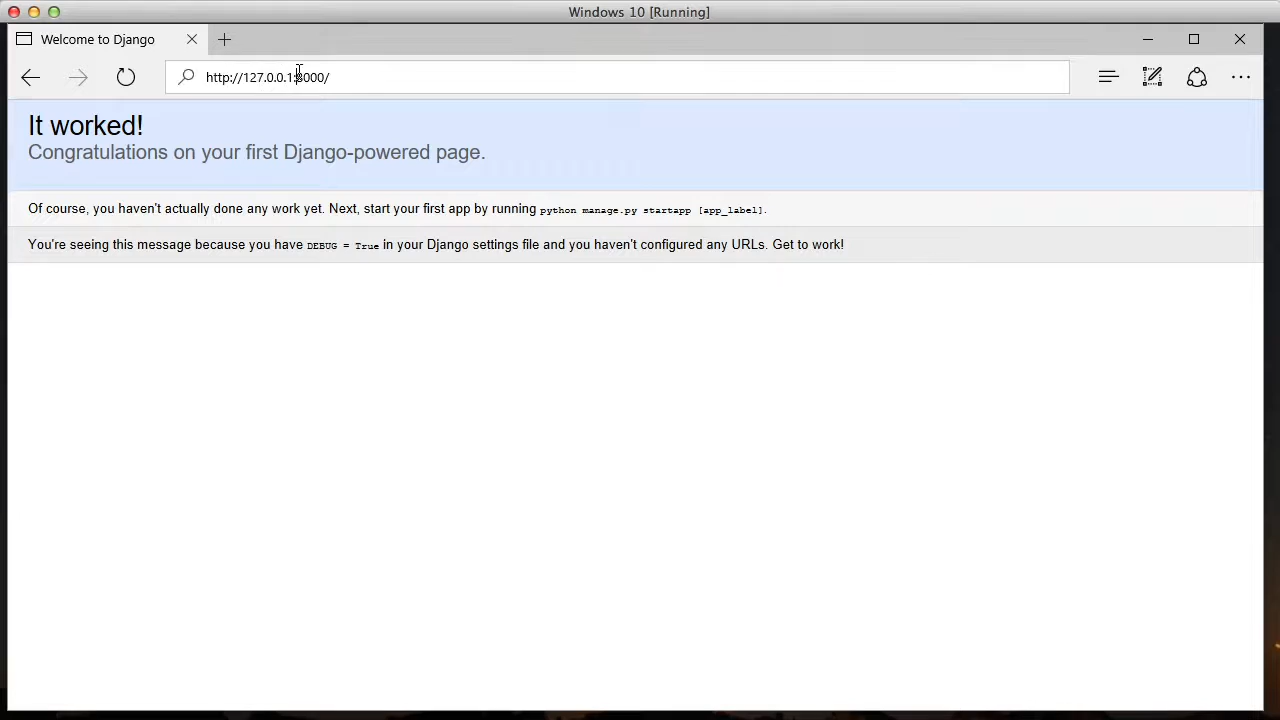 Windows 10 [Running]
Welcome to Django
http://127.0.0.1:8000/
It worked!
Congratulations on your first Django-powered page.
Of course, you haven't actually done any work yet. Next, start your first app by running python manage.py startapp [app_label].
You're seeing this message because you have DEBUG = True in your Django settings file and you haven't configured any URLs. Get to work!